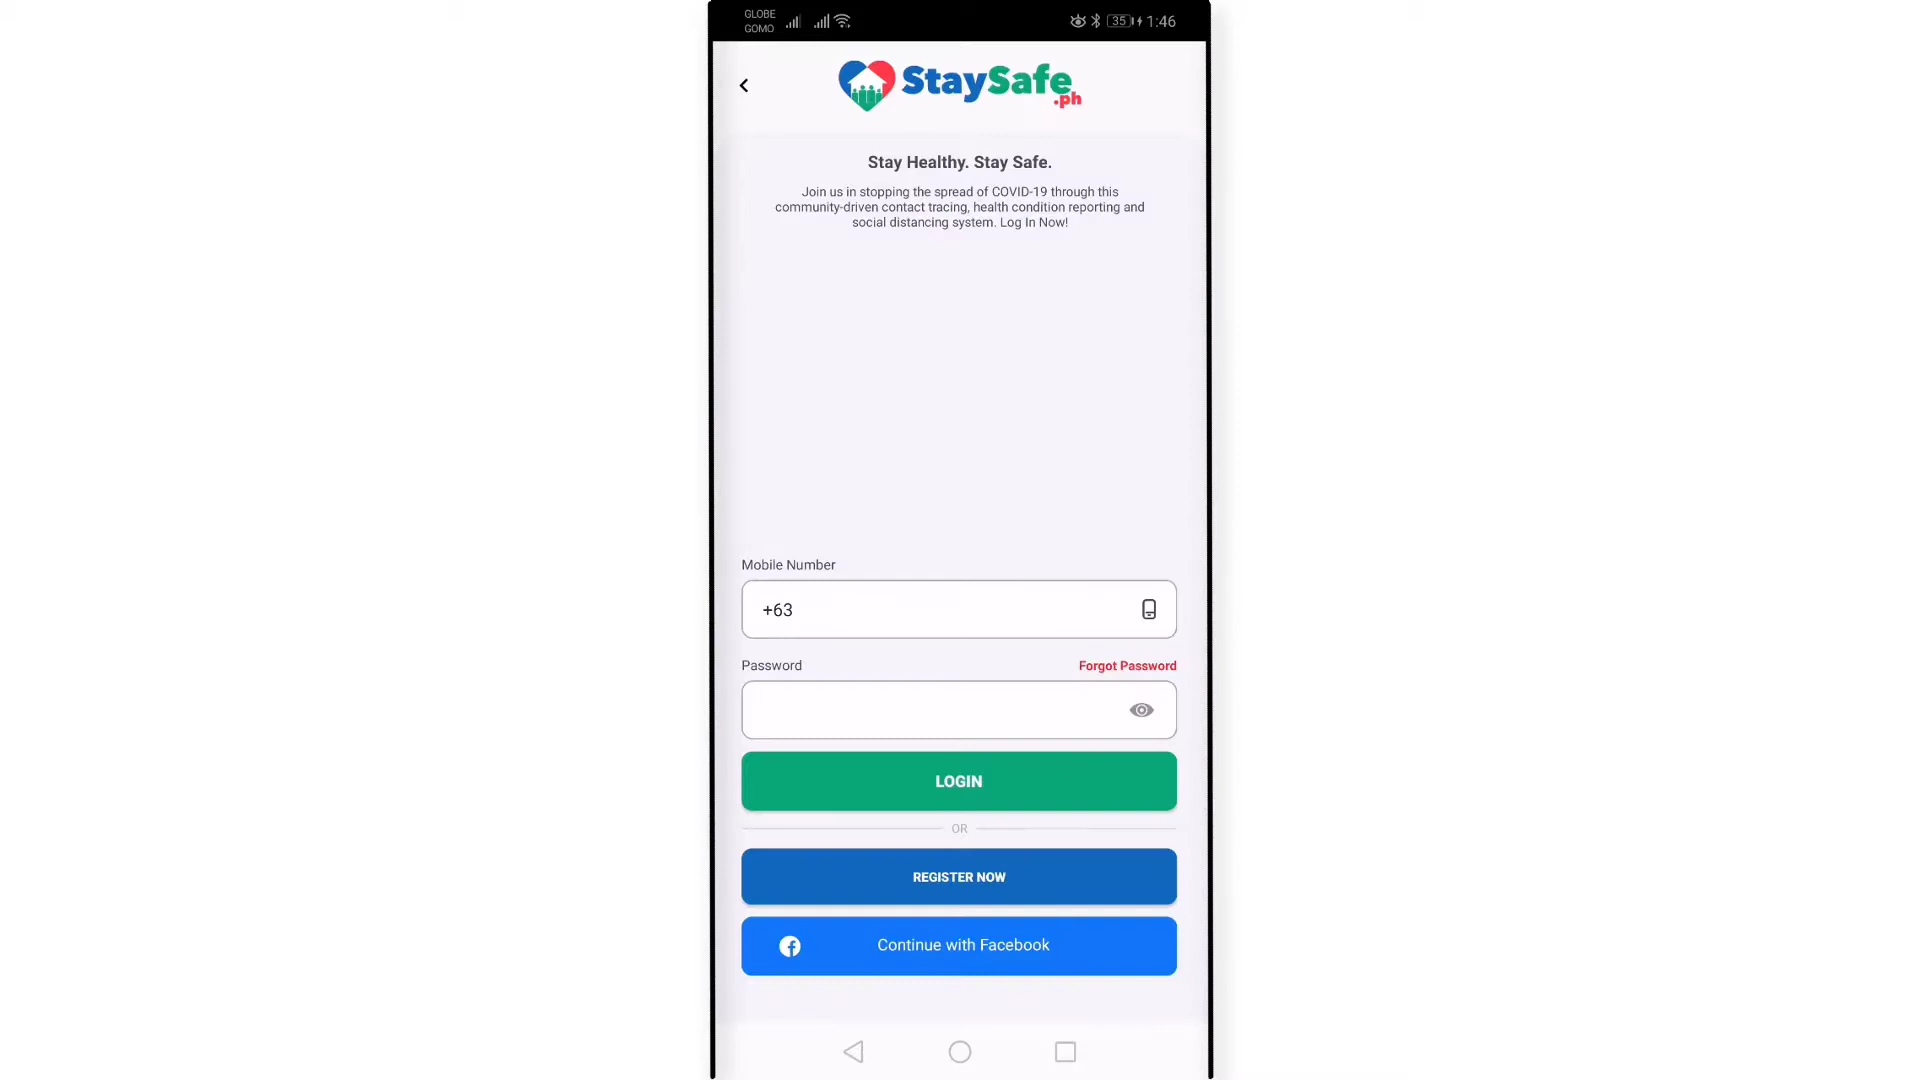 GLOBE
GOMO
35 1:46
StaySafe
.ph
Stay Healthy. Stay Safe.
Join us in stopping the spread of COVID-19 through this
community-driven contact tracing, health condition reporting and
social distancing system. Log In Now!
Mobile Number
+63
Password Forgot Password
LOGIN
OR
REGISTER NOW
Continue with Facebook